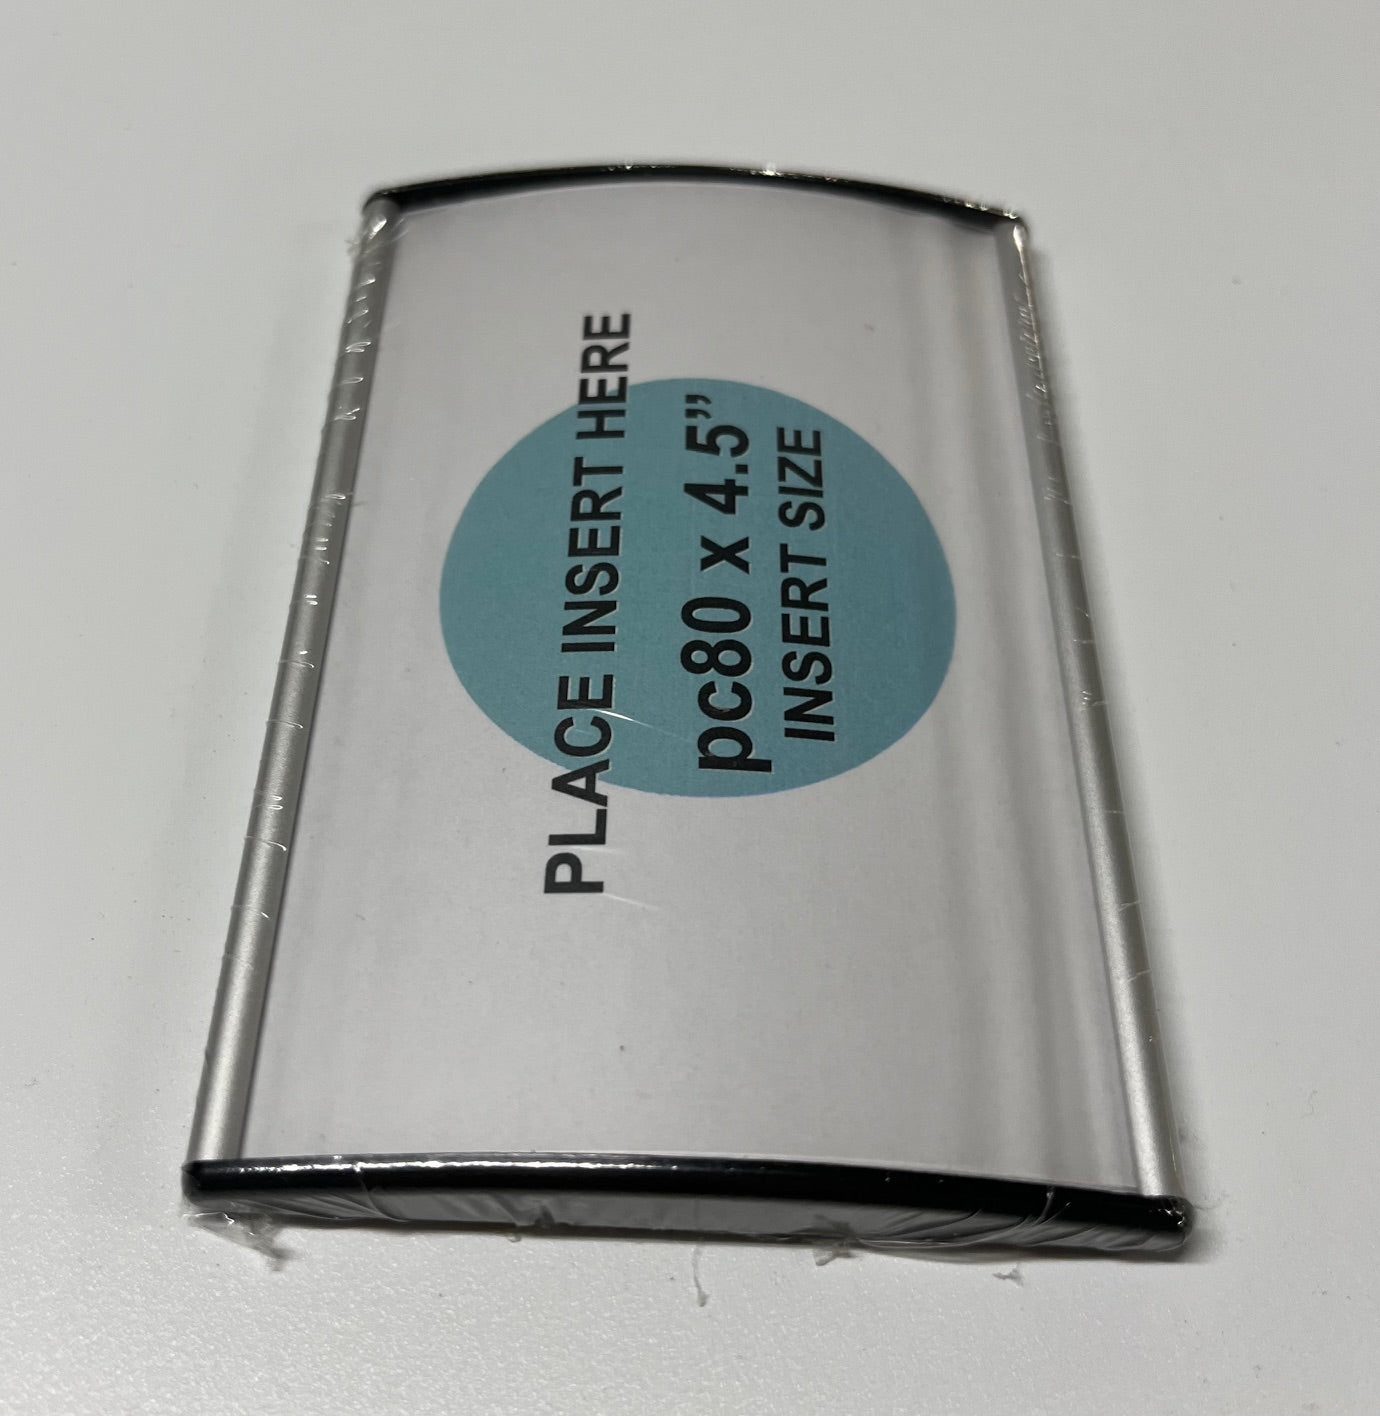 PLACE INSERT HERE
pc80 x 4.5”
INSERT SIZE